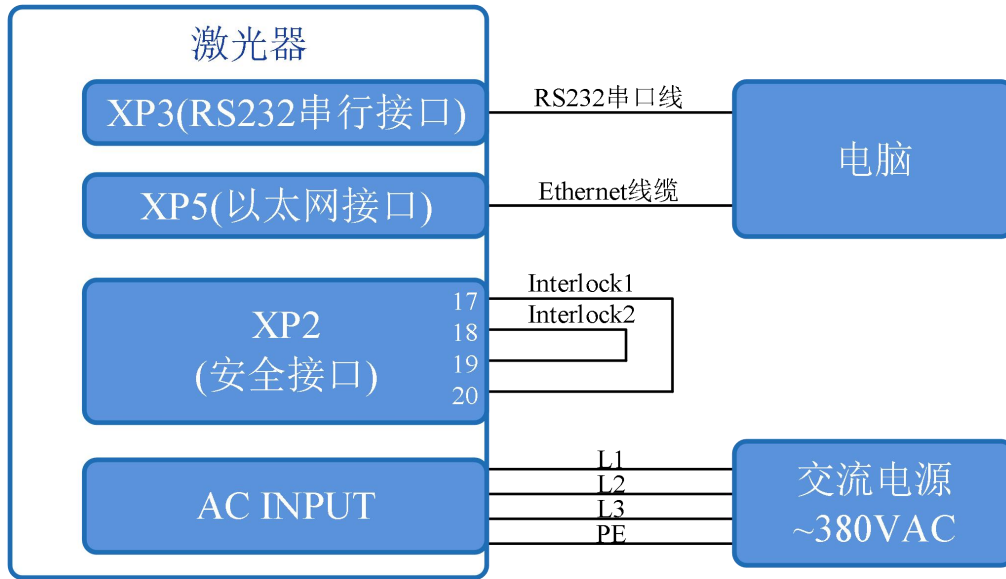 激光器
XP3(RS232串行接口)
RS232串口线
电脑
XP5(以太网接口)
Ethernet线缆
XP2
(安全接口)
17
18
19
20
Interlock1
Interlock2
AC INPUT
L1
L2
L3
PE
交流电源
~380VAC